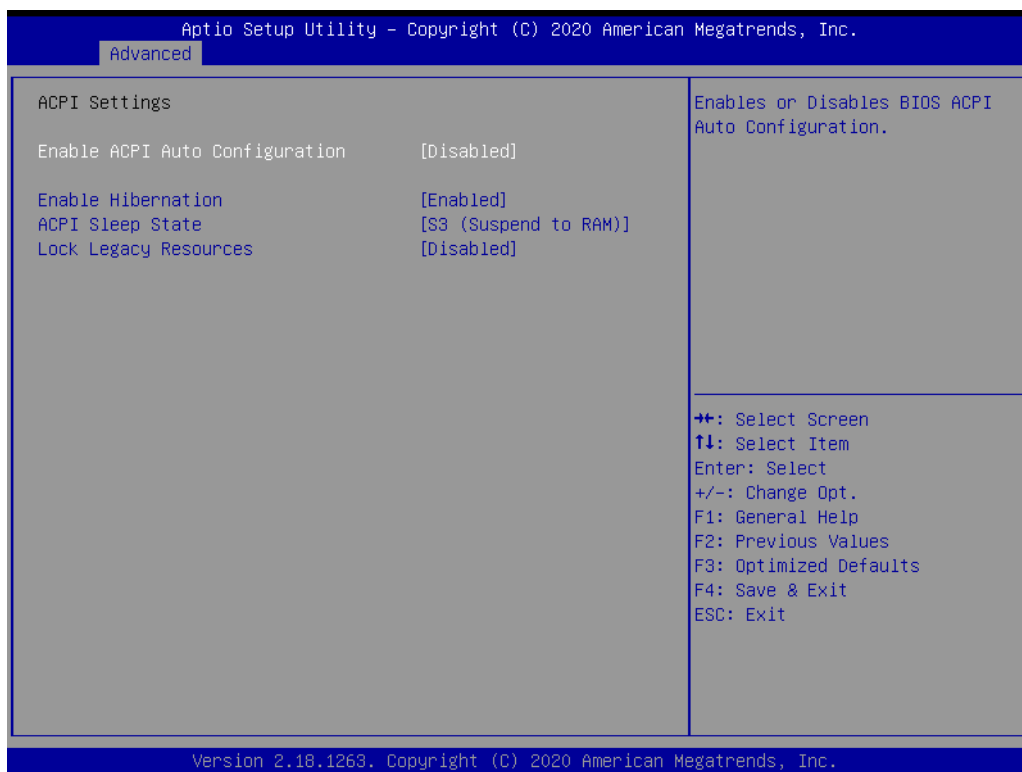 Aptio Setup Utility – Copyright (C) 2020 American Megatrends, Inc.
Advanced
ACPI Settings
Enable ACPI Auto Configuration [Disabled]
Enable Hibernation [Enabled]
ACPI Sleep State [S3 (Suspend to RAM)]
Lock Legacy Resources [Disabled]
Enables or Disables BIOS ACPI
Auto Configuration.
→←: Select Screen
↑↓: Select Item
Enter: Select
+/-: Change Opt.
F1: General Help
F2: Previous Values
F3: Optimized Defaults
F4: Save & Exit
ESC: Exit
Version 2.18.1263. Copyright (C) 2020 American Megatrends, Inc.